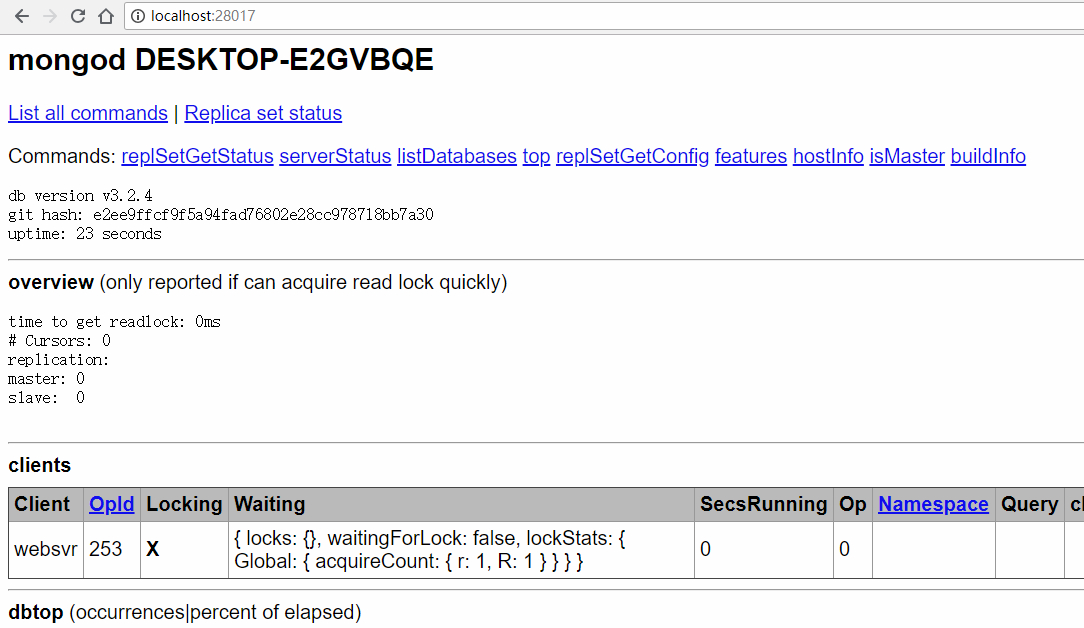 localhost:28017
mongod DESKTOP-E2GVBQE
List all commands | Replica set status
Commands: replSetGetStatus serverStatus listDatabases top replSetGetConfig features hostInfo isMaster buildInfo
db version v3.2.4
git hash: e2ee9ffcf9f5a94fad76802e28cc978718bb7a30
uptime: 23 seconds
overview (only reported if can acquire read lock quickly)
time to get readlock: 0ms
# Cursors: 0
replication:
master: 0
slave:  0
clients
Client OpId Locking Waiting SecsRunning Op Namespace Query
websvr 253 X { locks: {}, waitingForLock: false, lockStats: { 0 0
Global: { acquireCount: { r: 1, R: 1 } } } }
dbtop (occurrences|percent of elapsed)